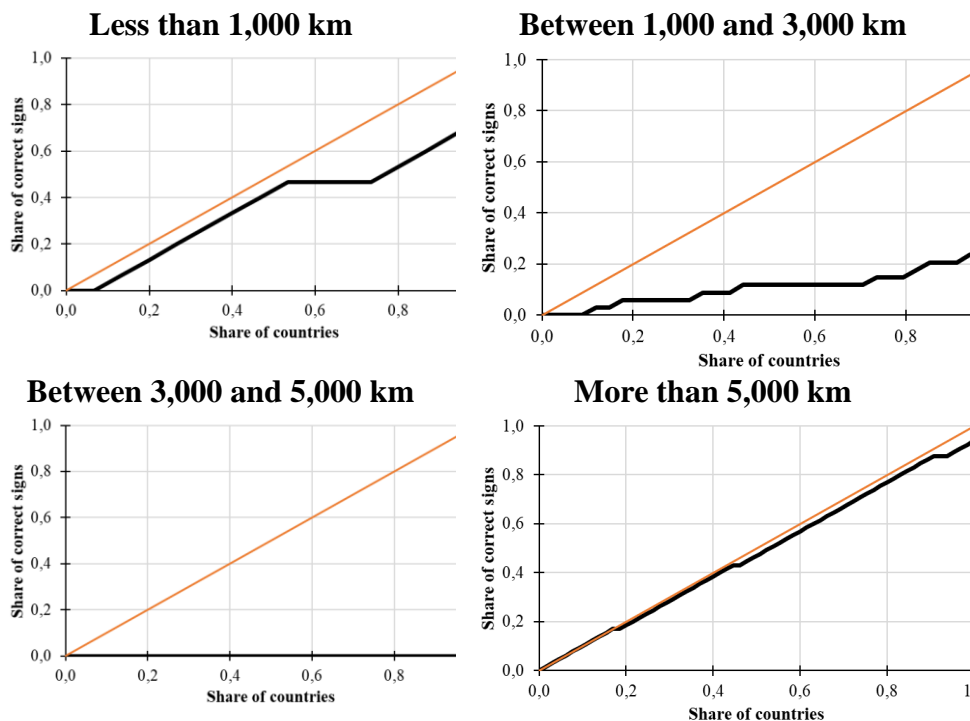 Less than 1,000 km
1,0
0,8
0,6
0,4
0,2
0,0
Share of correct signs
0,0 0,2 0,4 0,6 0,8
Share of countries
Between 1,000 and 3,000 km
1,0
0,8
0,6
0,4
0,2
0,0
Share of correct signs
0,0 0,2 0,4 0,6 0,8
Share of countries
Between 3,000 and 5,000 km
1,0
0,8
0,6
0,4
0,2
0,0
Share of correct signs
0,0 0,2 0,4 0,6 0,8
Share of countries
More than 5,000 km
1,0
0,8
0,6
0,4
0,2
0,0
Share of correct signs
0,0 0,2 0,4 0,6 0,8 1
Share of countries